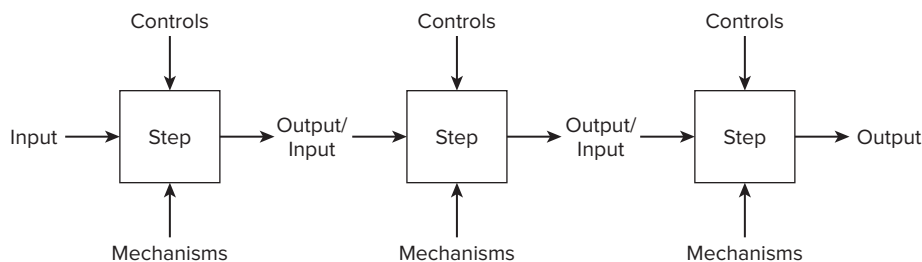 Controls
Controls
Controls
Input
Step
Output/
Input
Step
Output/
Input
Step
Output
Mechanisms
Mechanisms
Mechanisms